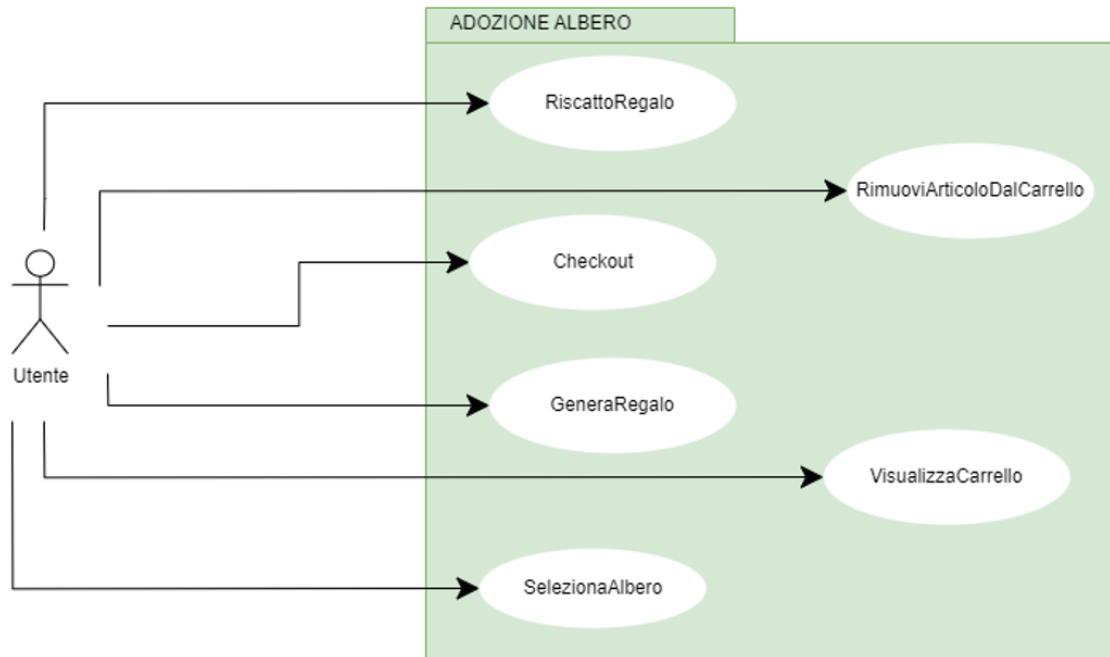 ADOZIONE ALBERO
RiscattoRegalo
RimuoviArticoloDalCarrello
Checkout
Utente
GeneraRegalo
VisualizzaCarrello
SelezionaAlbero